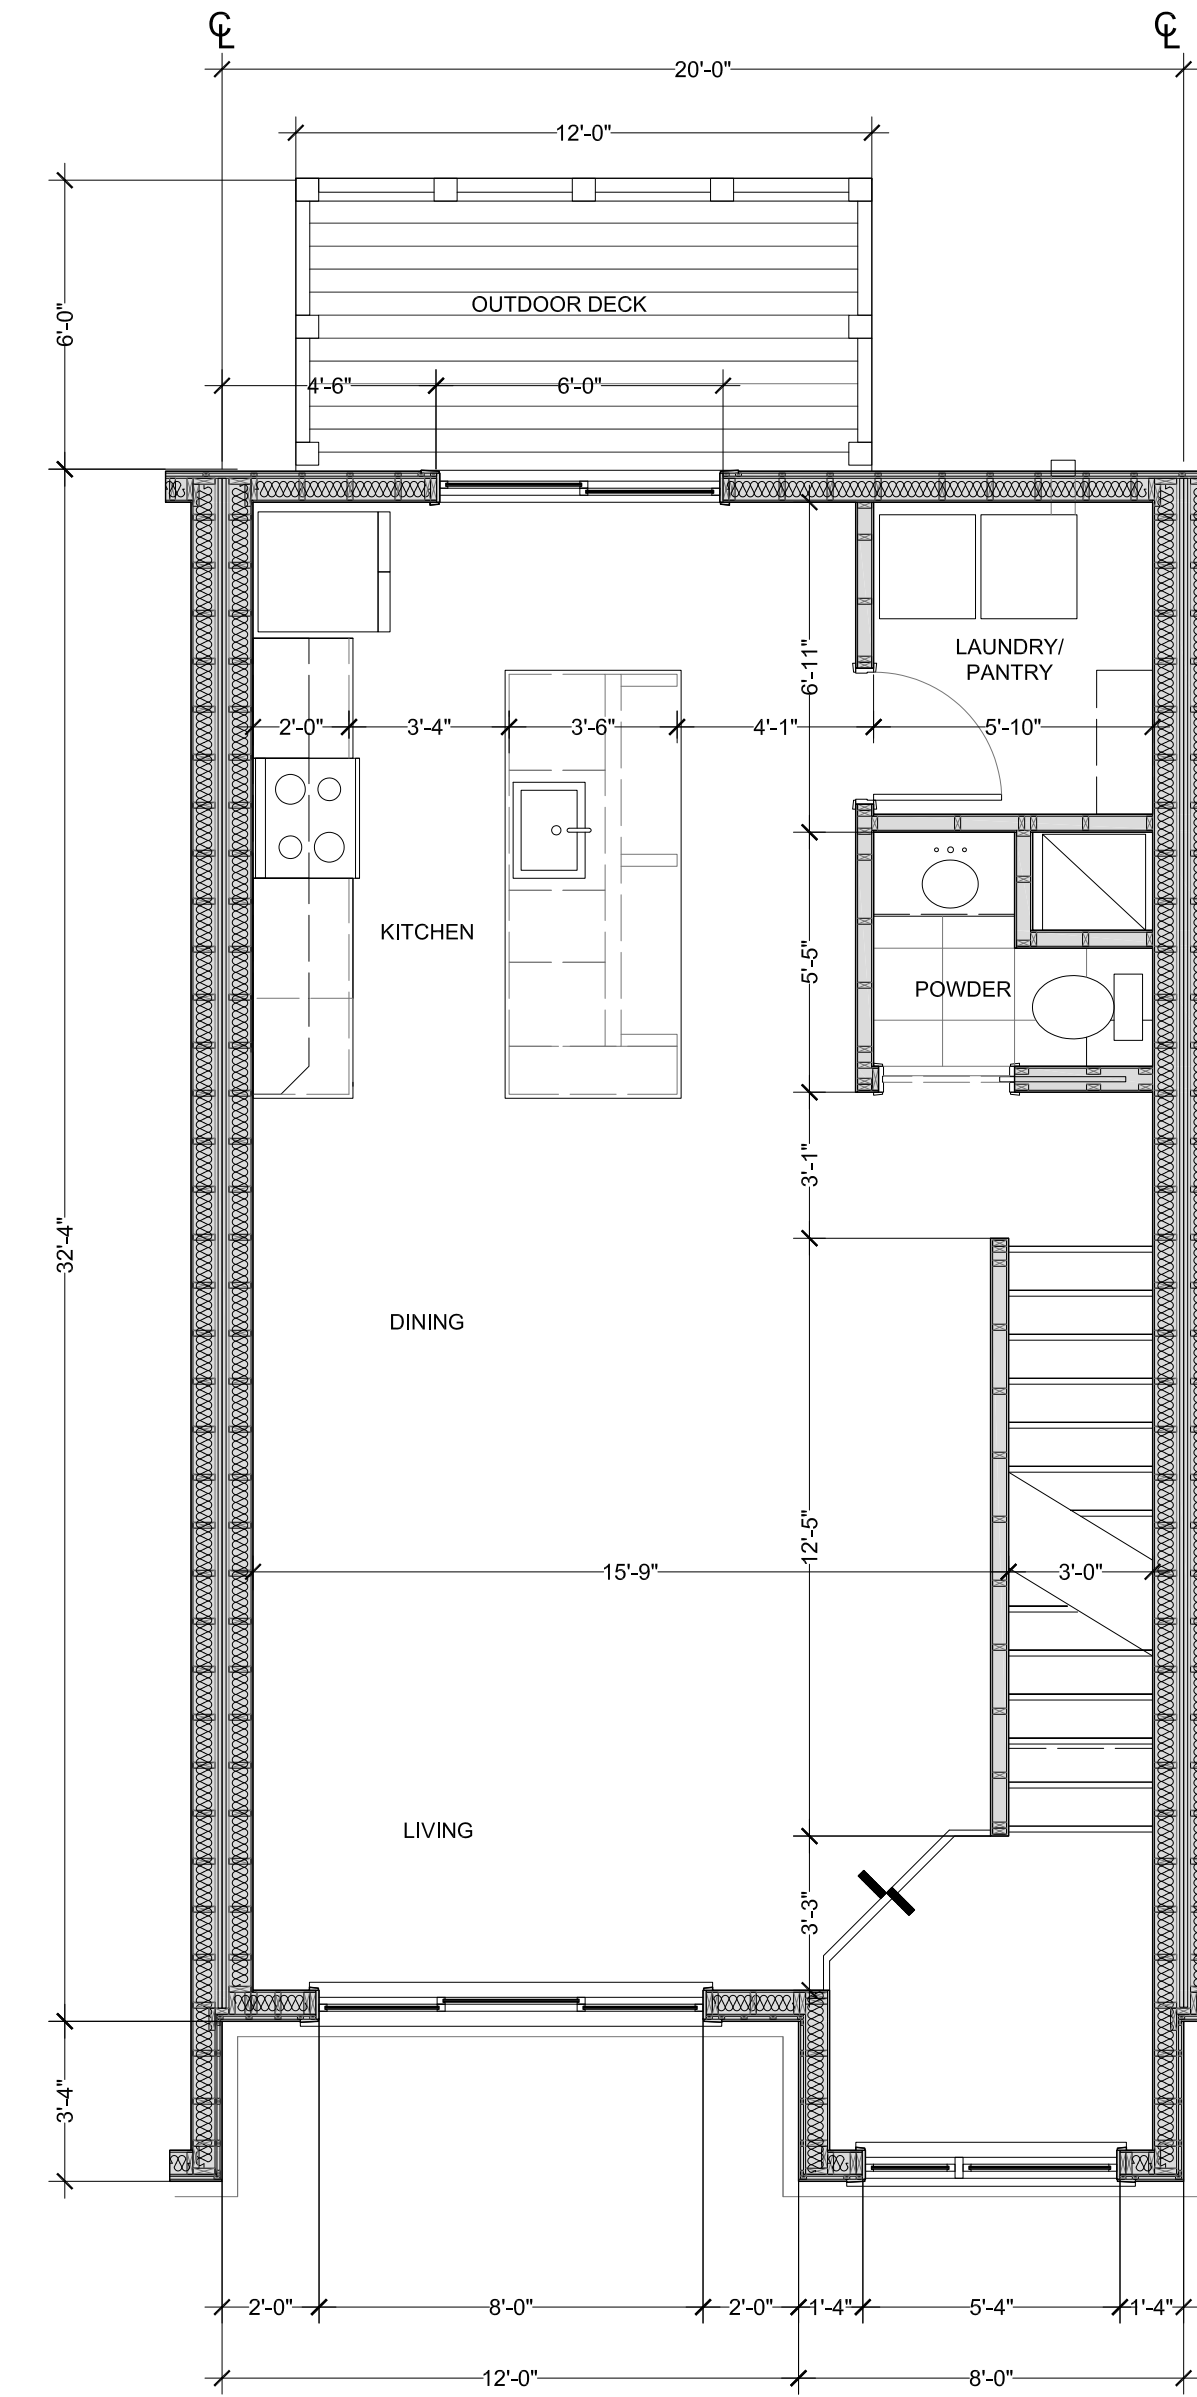 ℄ ℄
20'-0"
12'-0"
OUTDOOR DECK
6'-0"
4'-6" 6'-0"
LAUNDRY/
PANTRY
6'-11"
2'-0" 3'-4" 3'-6" 4'-1" 5'-10"
KITCHEN
5'-5"
POWDER
3'-1"
32'-4"
DINING
12'-5"
15'-9" 3'-0"
LIVING
3'-3"
3'-4"
2'-0" 8'-0" 2'-0" 1'-4" 5'-4" 1'-4"
12'-0" 8'-0"